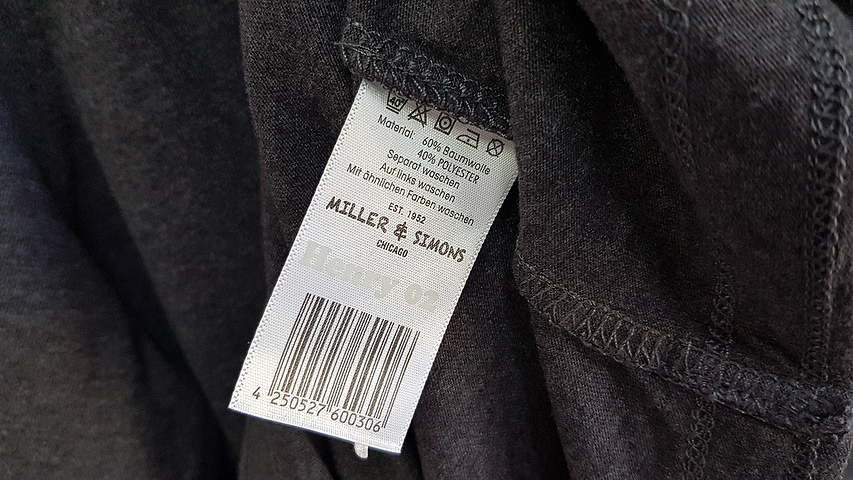 40
Material: 60% Baumwolle
40% POLYESTER
Separat waschen
Auf links waschen
Mit ähnlichen Farben waschen
EST. 1952
MILLER & SIMONS
CHICAGO
Henry 02
4 250527 600306